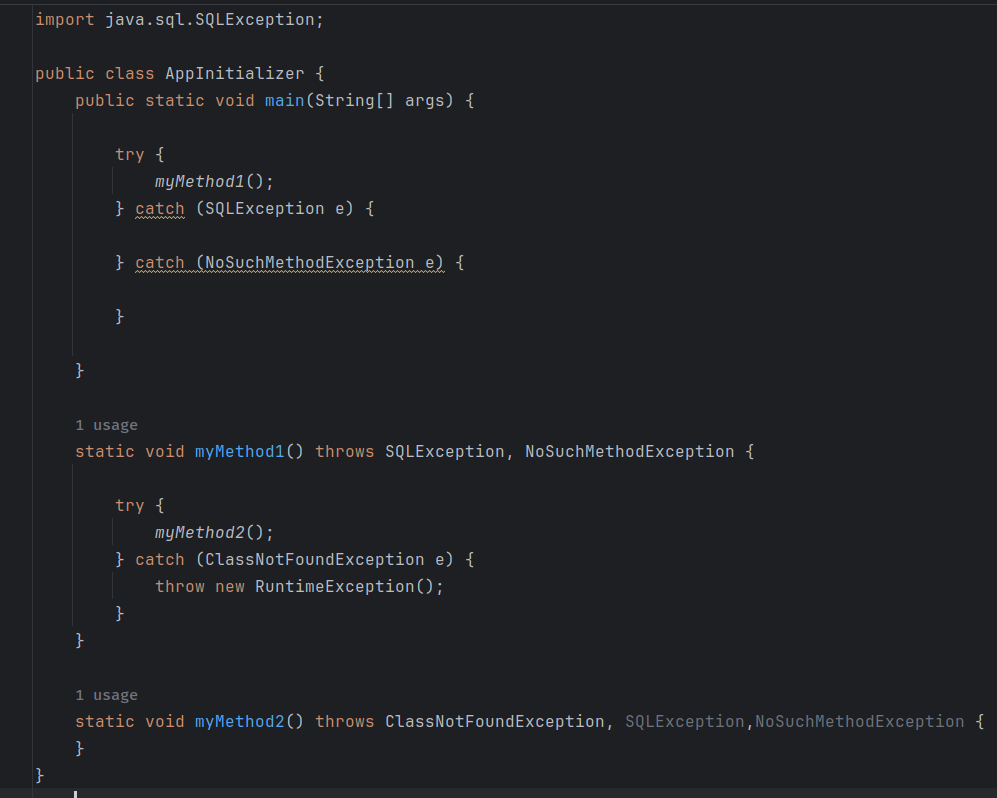 import java.sql.SQLException;
public class AppInitializer {
public static void main(String[] args) {
try {
myMethod1();
} catch (SQLException e) {
} catch (NoSuchMethodException e) {
}
}
1 usage
static void myMethod1() throws SQLException, NoSuchMethodException {
try {
myMethod2();
} catch (ClassNotFoundException e) {
throw new RuntimeException();
}
}
1 usage
static void myMethod2() throws ClassNotFoundException, SQLException,NoSuchMethodException {
}
}